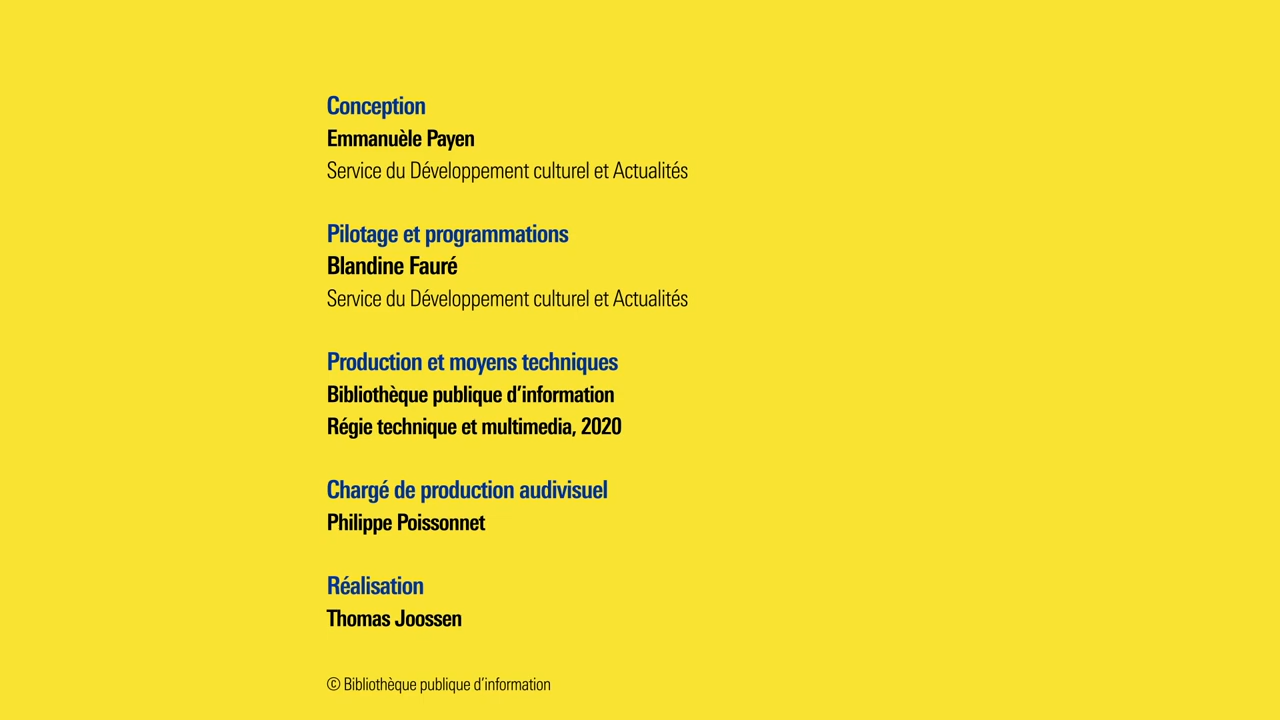 Conception
Emmanuèle Payen
Service du Développement culturel et Actualités
Pilotage et programmations
Blandine Fauré
Service du Développement culturel et Actualités
Production et moyens techniques
Bibliothèque publique d’information
Régie technique et multimedia, 2020
Chargé de production audivisuel
Philippe Poissonnet
Réalisation
Thomas Joossen
© Bibliothèque publique d’information